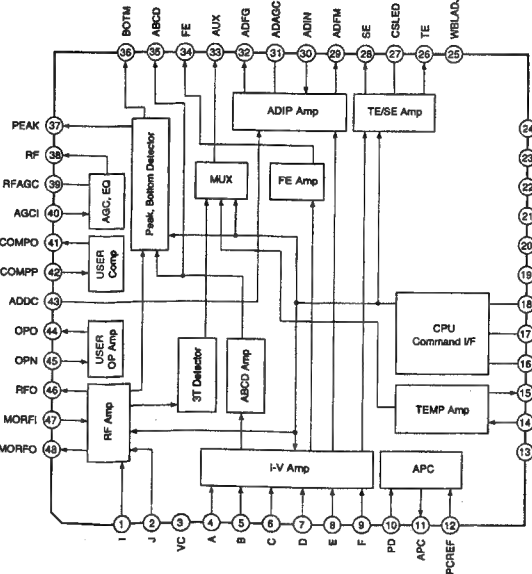 BOTM
ABCD
FE
AUX
ADFG
ADAGC
ADIN
ADFM
SE
CSLED
TE
WBLADJ
36
35
34
33
32
31
30
29
28
27
26
25
PEAK
37
RF
38
RFAGC
39
AGCI
40
COMPO
41
COMPP
42
ADDC
43
OPO
44
OPN
45
RFO
46
MORFI
47
MORFO
48
AGC, EQ
USER
Comp
USER
OP Amp
RF Amp
Peak, Bottom Detector
MUX
3T Detector
ABCD Amp
ADIP Amp
FE Amp
TE/SE Amp
CPU
Command I/F
TEMP Amp
I-V Amp
APC
24
23
22
21
20
19
18
17
16
15
14
13
1
2
3
4
5
6
7
8
9
10
11
12
I
J
VC
A
B
C
D
E
F
PD
APC
PCREF